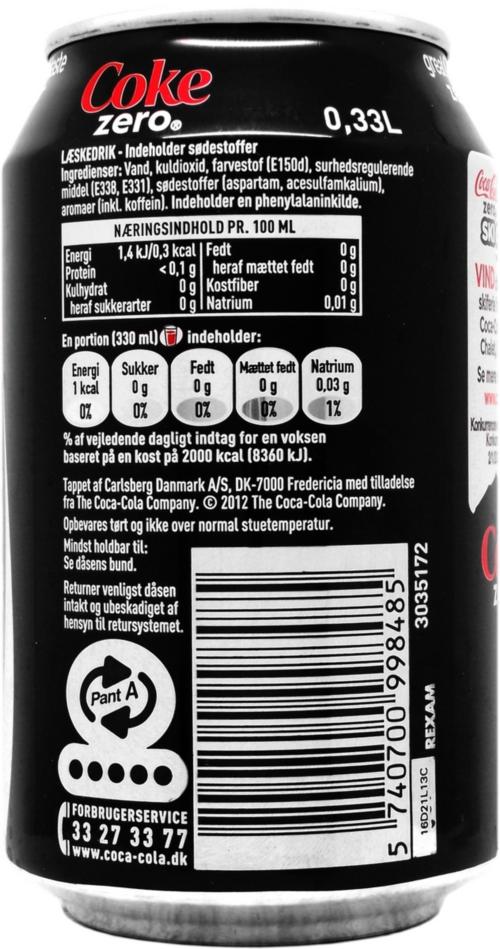 Coke
zero®
0,33L
LÆSKEDRIK - Indeholder sødestoffer
Ingredienser: Vand, kuldioxid, farvestof (E150d), surhedsregulerende
middel (E338, E331), sødestoffer (aspartam, acesulfamkalium),
aromaer (inkl. koffein). Indeholder en phenylalaninkilde.
NÆRINGSINDHOLD PR. 100 ML
Energi 1,4 kJ/0,3 kcal Fedt 0 g
Protein <0,1 g heraf mættet fedt 0 g
Kulhydrat 0 g Kostfiber 0 g
heraf sukkerarter 0 g Natrium 0,01 g
En portion (330 ml) indeholder:
Energi Sukker Fedt Mættet fedt Natrium
1 kcal 0 g 0 g 0 g 0,03 g
0% 0% 0% 0% 1%
% af vejledende dagligt indtag for en voksen
baseret på en kost på 2000 kcal (8360 kJ).
Tappet af Carlsberg Danmark A/S, DK-7000 Fredericia med tilladelse
fra The Coca-Cola Company. © 2012 The Coca-Cola Company.
Opbevares tørt og ikke over normal stuetemperatur.
Mindst holdbar til:
Se dåsens bund.
Returner venligst dåsen
intakt og ubeskadiget af
hensyn til retursystemet.
Pant A
FORBRUGERSERVICE
33 27 33 77
www.coca-cola.dk
5 740700 998485
3035172
REXAM
16D21L13C
VIND
Se